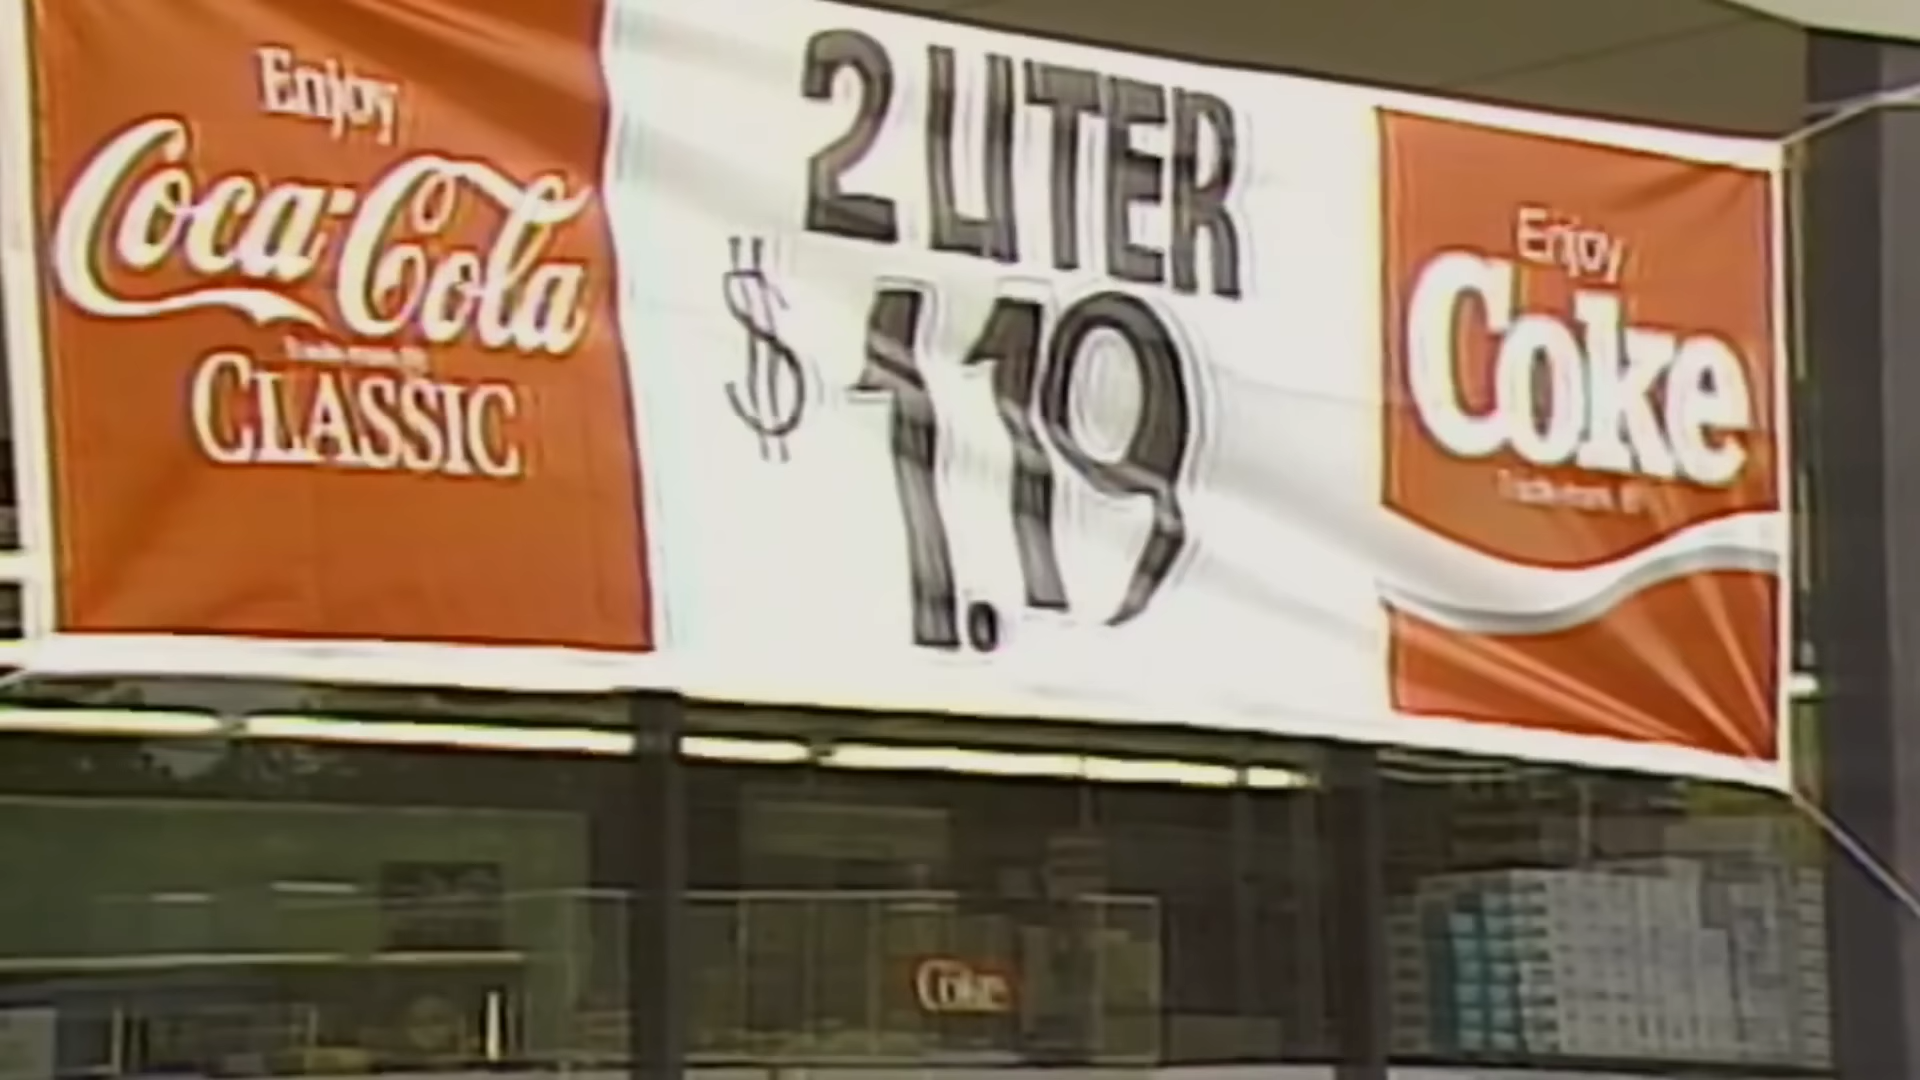 Enjoy
Coca-Cola
CLASSIC
2 LITER
$1.19
Enjoy
Coke
Coke